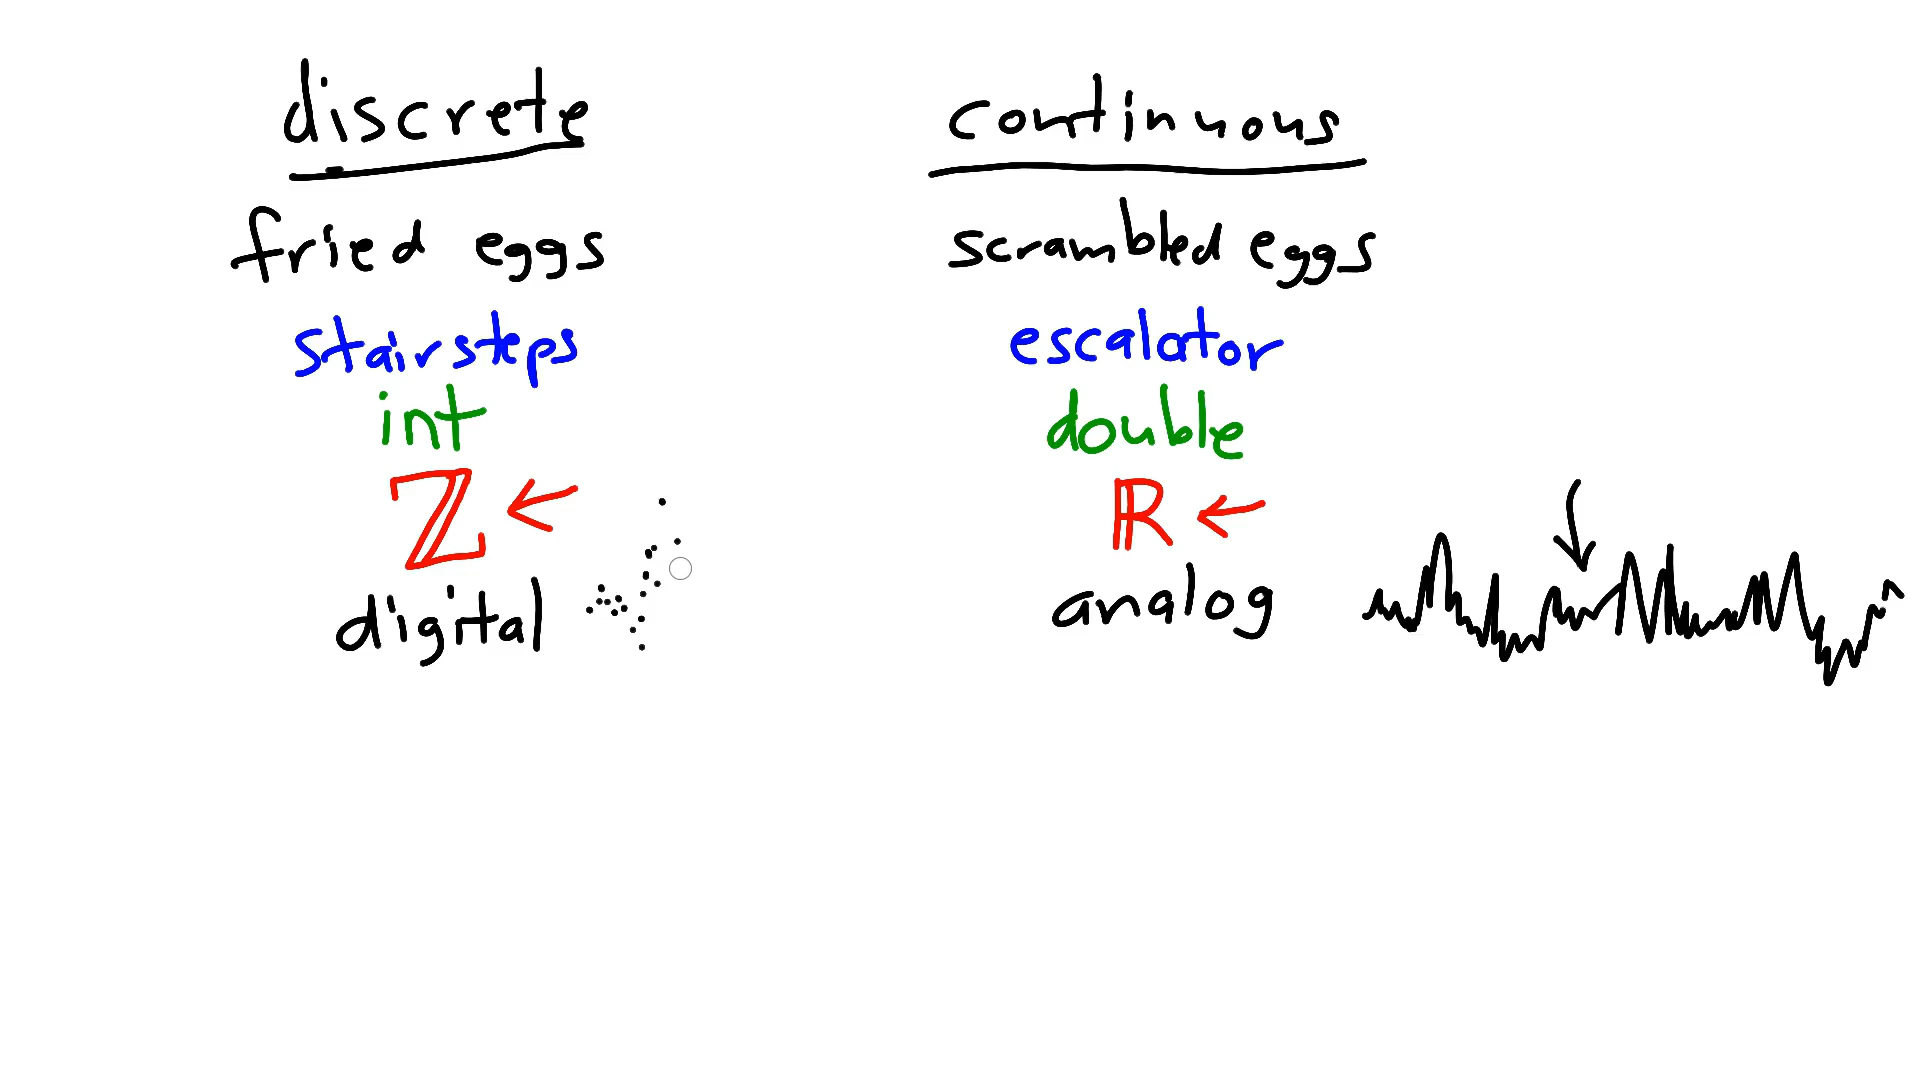 discrete
continuous
fried eggs
scrambled eggs
stairsteps
escalator
int
double
ℤ ←
ℝ ←
digital
analog